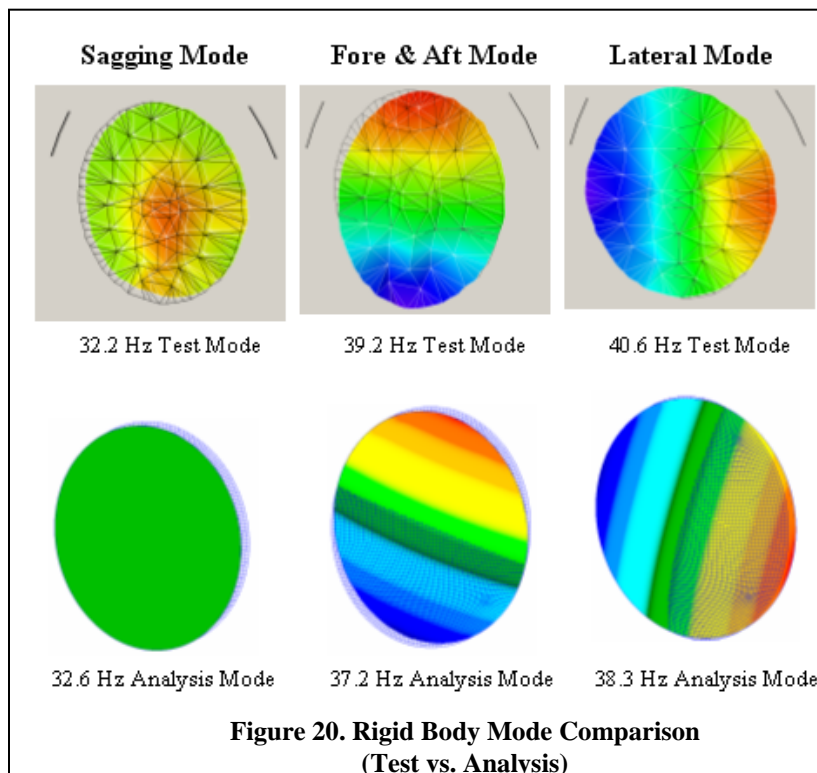 Sagging Mode Fore & Aft Mode Lateral Mode
32.2 Hz Test Mode 39.2 Hz Test Mode 40.6 Hz Test Mode
32.6 Hz Analysis Mode 37.2 Hz Analysis Mode 38.3 Hz Analysis Mode
Figure 20. Rigid Body Mode Comparison
(Test vs. Analysis)